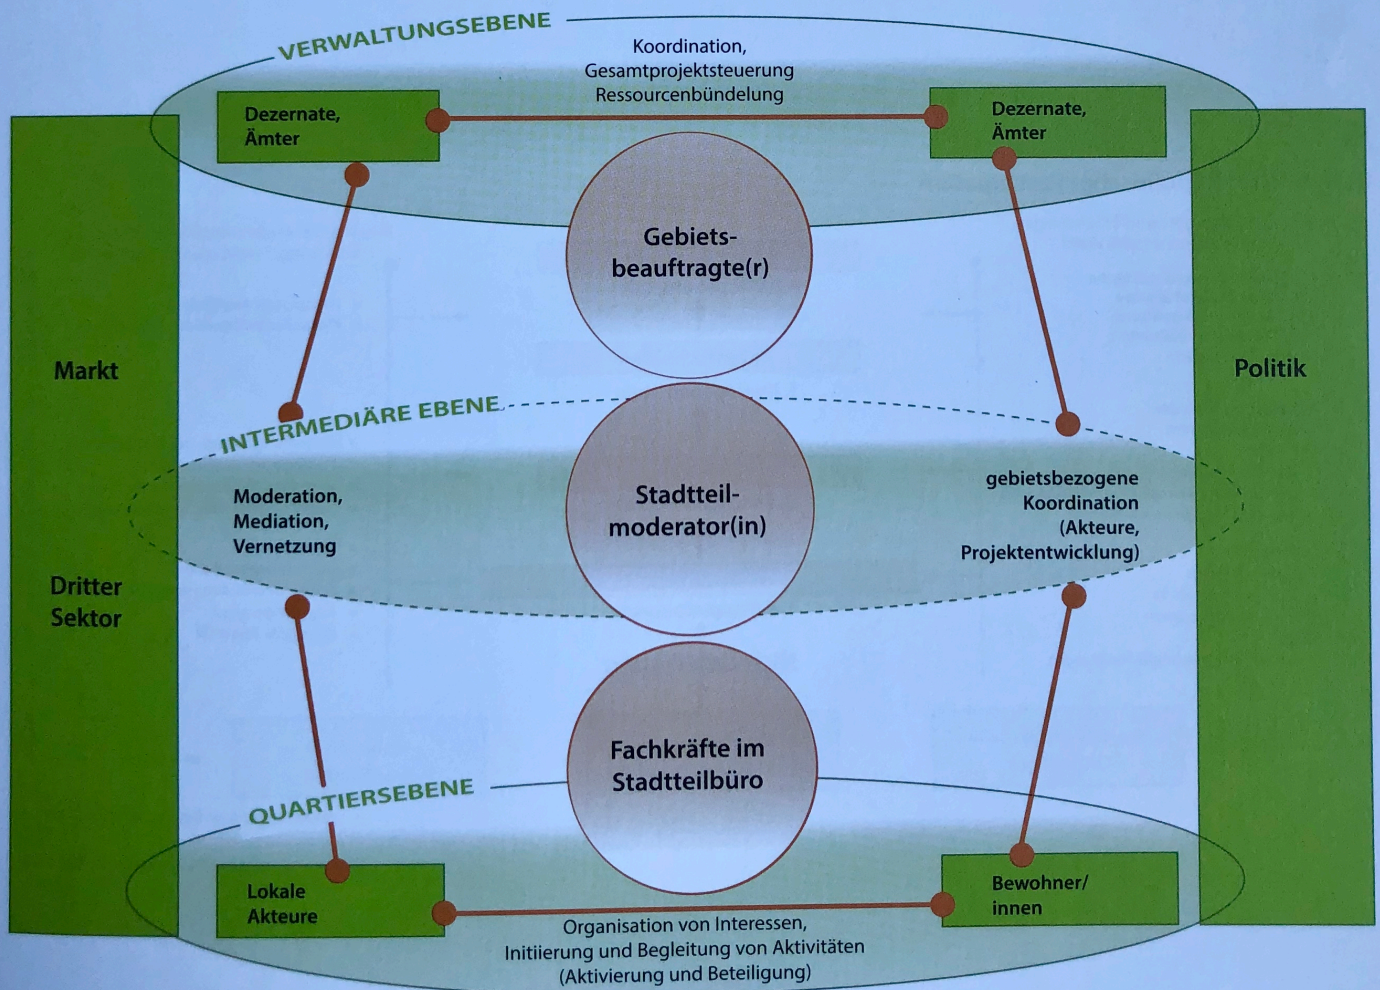 VERWALTUNGSEBENE
Koordination,
Gesamtprojektsteuerung
Ressourcenbündelung
Dezernate,
Ämter
Dezernate,
Ämter
Gebiets-
beauftragte(r)
Markt
Politik
INTERMEDIÄRE EBENE
Moderation,
Mediation,
Vernetzung
Stadtteil-
moderator(in)
gebietsbezogene
Koordination
(Akteure,
Projektentwicklung)
Dritter
Sektor
Fachkräfte im
Stadtteilbüro
QUARTIERSEBENE
Lokale
Akteure
Bewohner/
innen
Organisation von Interessen,
Initiierung und Begleitung von Aktivitäten
(Aktivierung und Beteiligung)